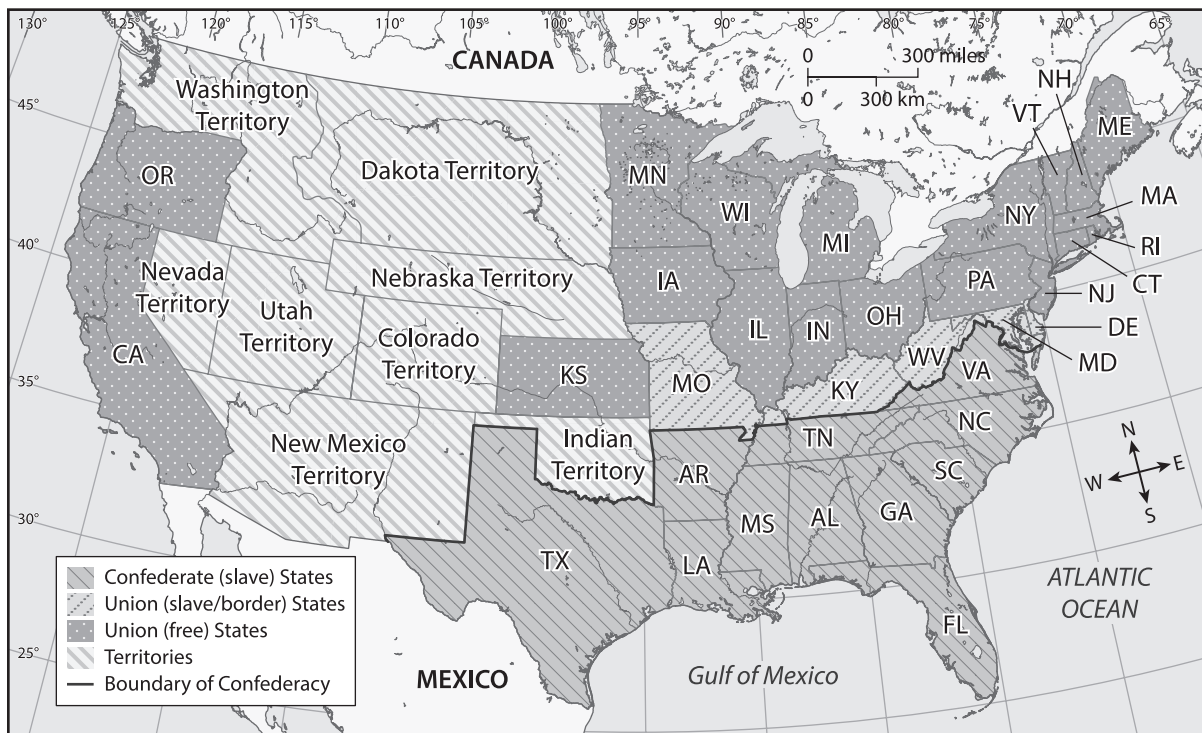 130° 125° 120° 115° 110° 105° 100° 95° 90° 85° 80° 75° 70° 65°
CANADA
0 300 miles
0 300 km
45°
40°
35°
30°
25°
Washington
Territory
OR
Dakota Territory
MN
WI
MI
NH
VT
ME
NY
MA
RI
CT
NJ
DE
MD
PA
Nevada
Territory
Utah
Territory
Nebraska Territory
IA
IL
IN
OH
WV
VA
CA
Colorado
Territory
KS
MO
KY
New Mexico
Territory
Indian
Territory
TN
NC
AR
SC
MS
AL
GA
TX
LA
FL
N
W E
S
Confederate (slave) States
Union (slave/border) States
Union (free) States
Territories
Boundary of Confederacy
MEXICO
Gulf of Mexico
ATLANTIC
OCEAN